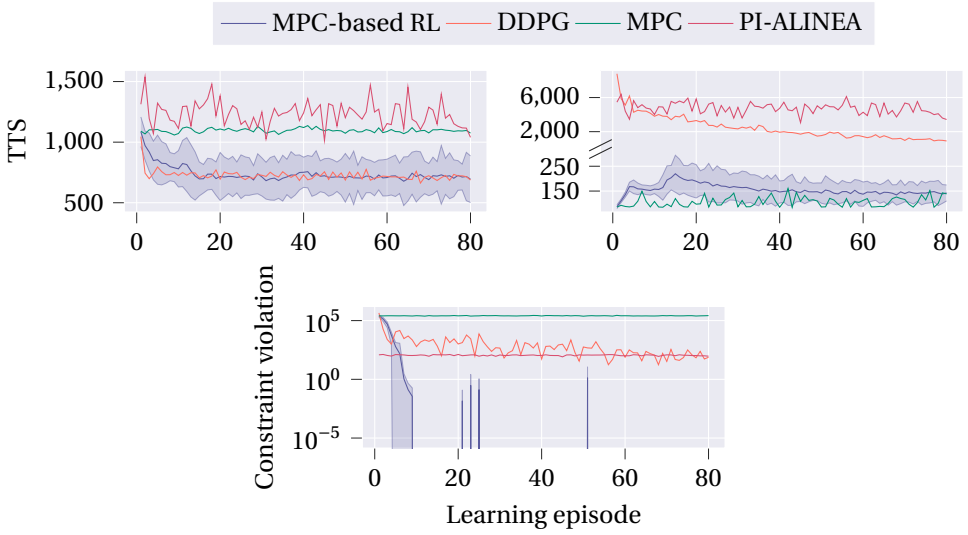 MPC-based RL DDPG MPC PI-ALINEA
TTS
1,500
1,000
500
0 20 40 60 80
6,000
2,000
250
150
0 20 40 60 80
Constraint violation
10^5
10^0
10^-5
0 20 40 60 80
Learning episode